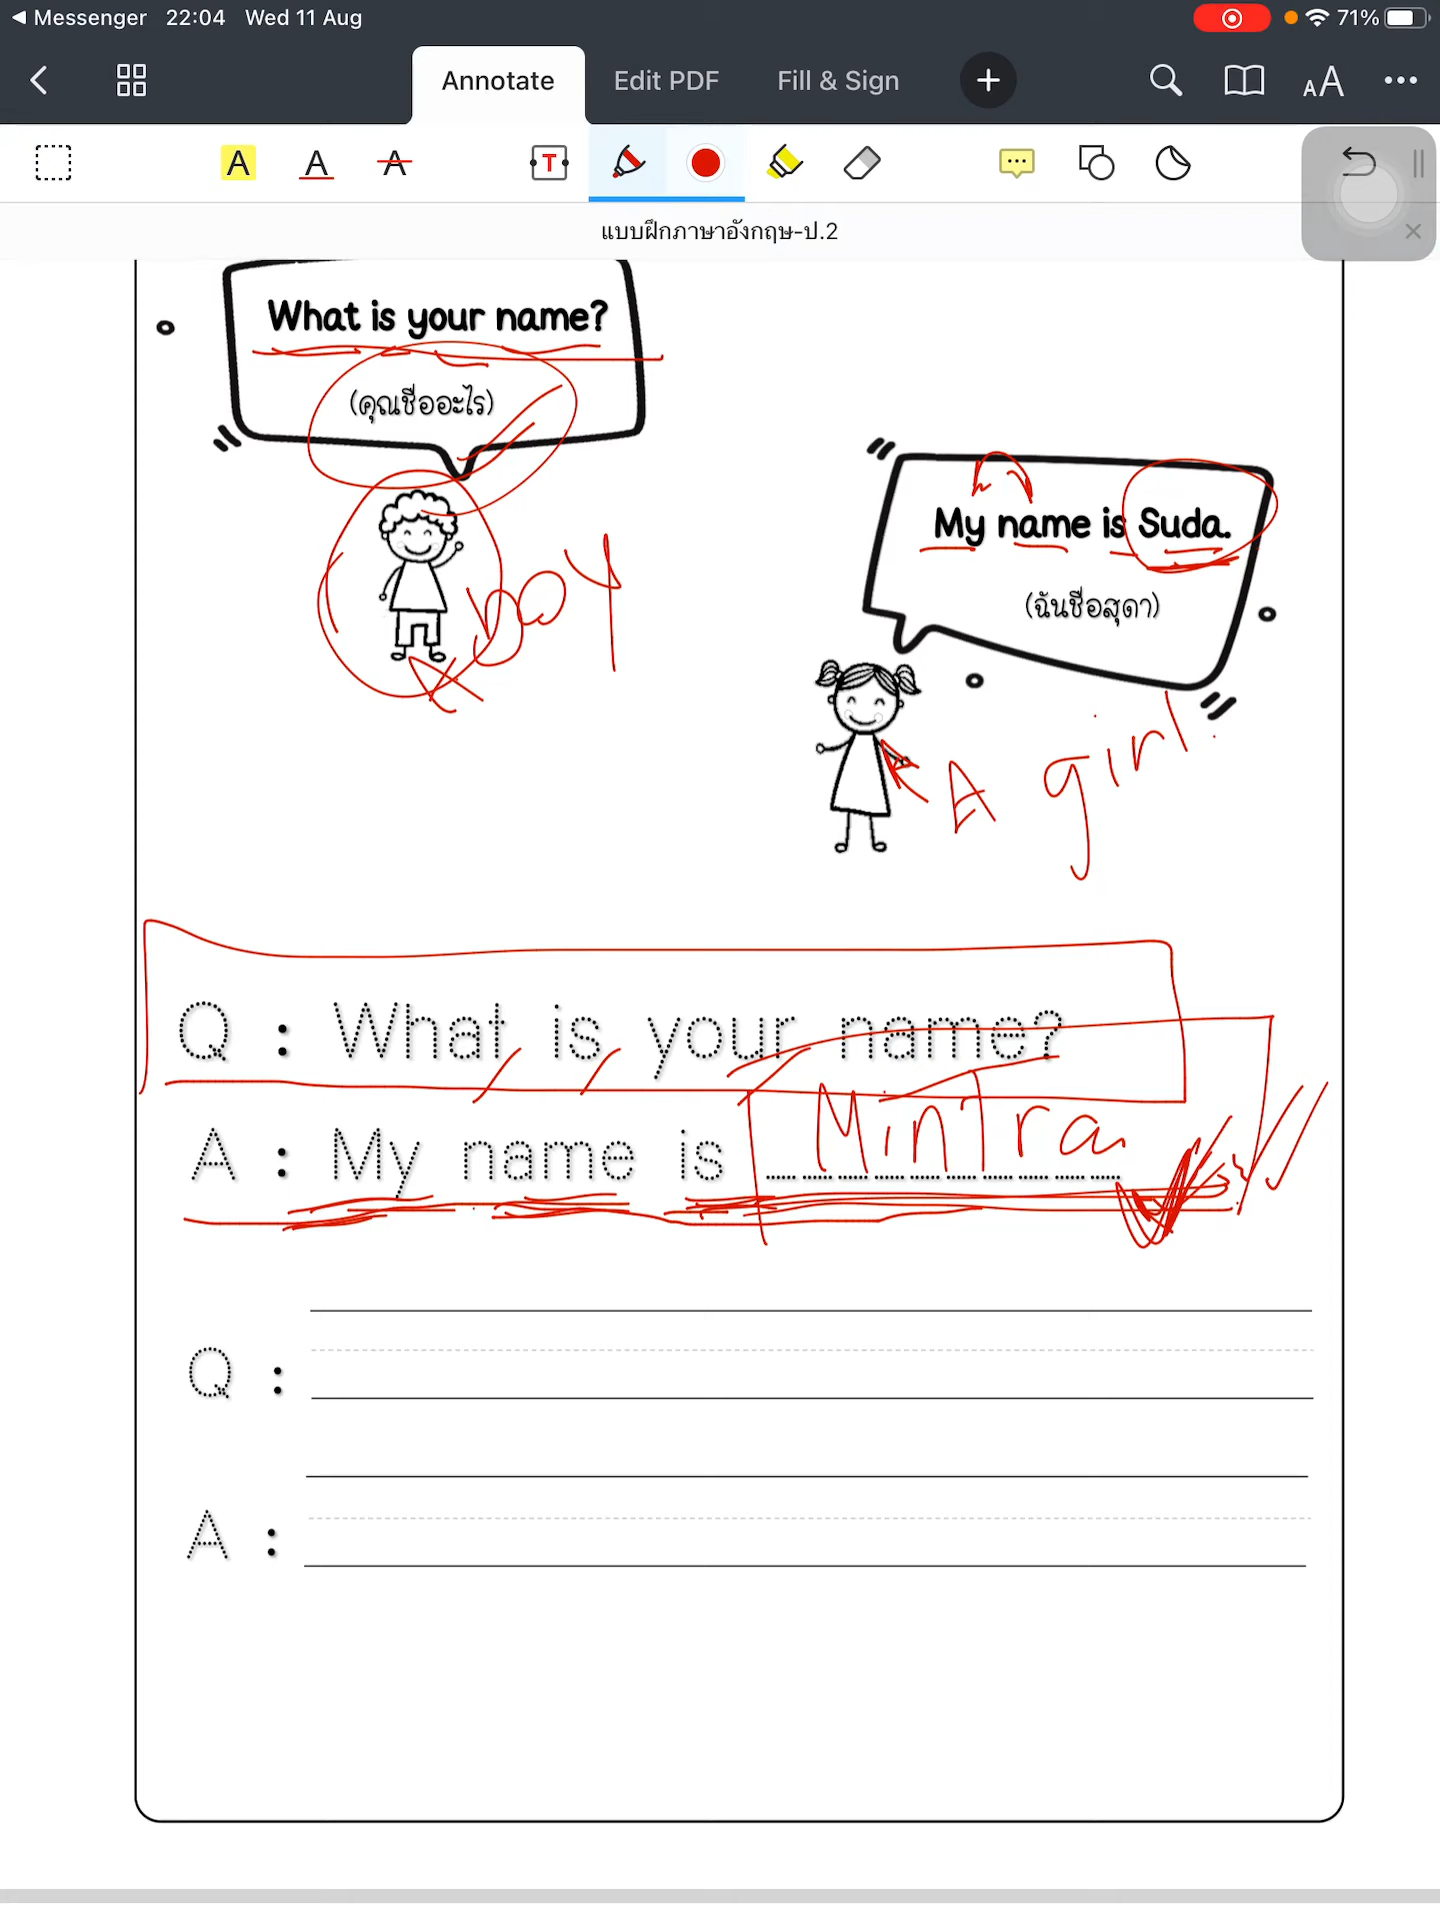 Messenger 22:04 Wed 11 Aug 71%
Annotate Edit PDF Fill & Sign
แบบฝึกภาษาอังกฤษ-ป.2
What is your name?
(คุณชื่ออะไร)
My name is Suda.
(ฉันชื่อสุดา)
A boy
A girl.
Q : What is your name?
A : My name is Mintra
Q :
A :